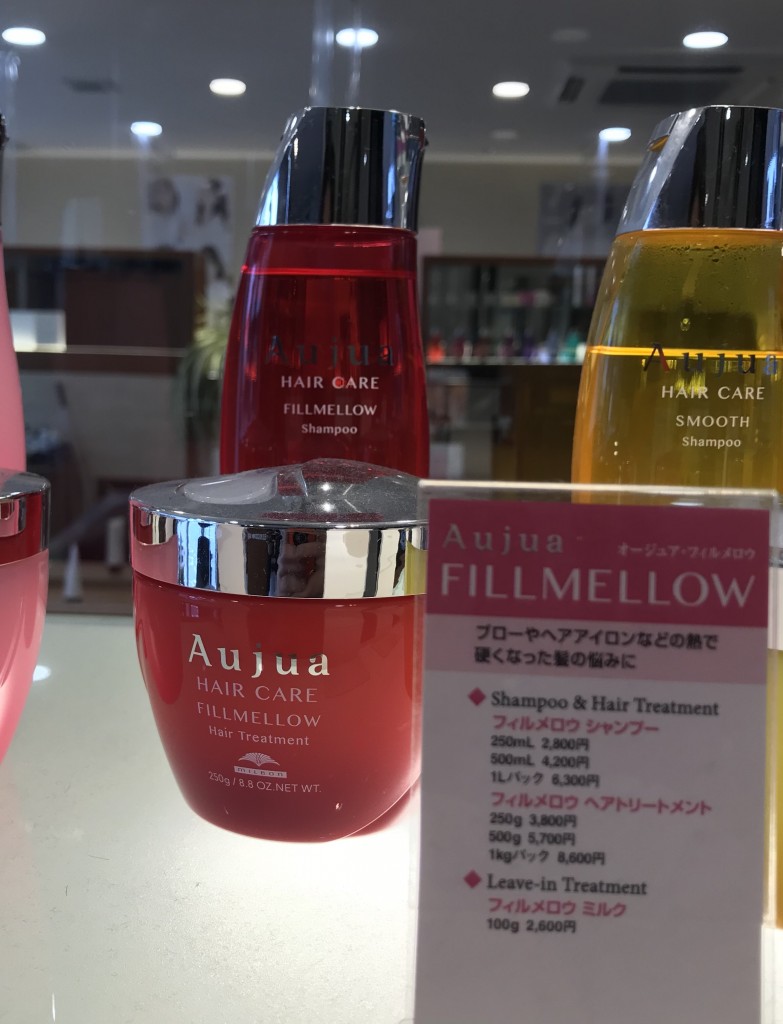 Aujua
HAIR CARE
FILLMELLOW
Shampoo
Aujua
HAIR CARE
SMOOTH
Shampoo
Aujua
HAIR CARE
FILLMELLOW
Hair Treatment
milbon
250g / 8.8 OZ.NET WT.
Aujua オージュア・フィルメロウ
FILLMELLOW
ブローやヘアアイロンなどの熱で
硬くなった髪の悩みに
◆ Shampoo & Hair Treatment
フィルメロウ シャンプー
250mL 2,800円
500mL 4,200円
1Lパック 6,300円
フィルメロウ ヘアトリートメント
250g 3,800円
500g 5,700円
1kgパック 8,600円
◆ Leave-in Treatment
フィルメロウ ミルク
100g 2,600円